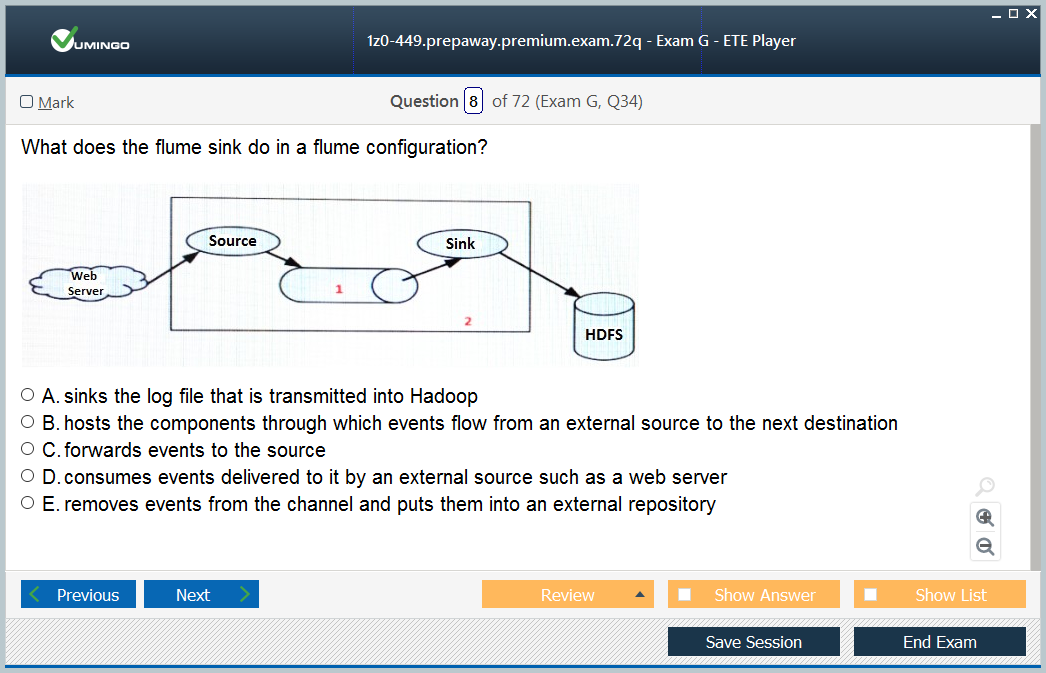 VUMINGO
1z0-449.prepaway.premium.exam.72q - Exam G - ETE Player
Mark
Question 8 of 72 (Exam G, Q34)
What does the flume sink do in a flume configuration?
Source
Sink
Web
Server
1
2
HDFS
A. sinks the log file that is transmitted into Hadoop
B. hosts the components through which events flow from an external source to the next destination
C. forwards events to the source
D. consumes events delivered to it by an external source such as a web server
E. removes events from the channel and puts them into an external repository
Previous
Next
Review
Show Answer
Show List
Save Session
End Exam